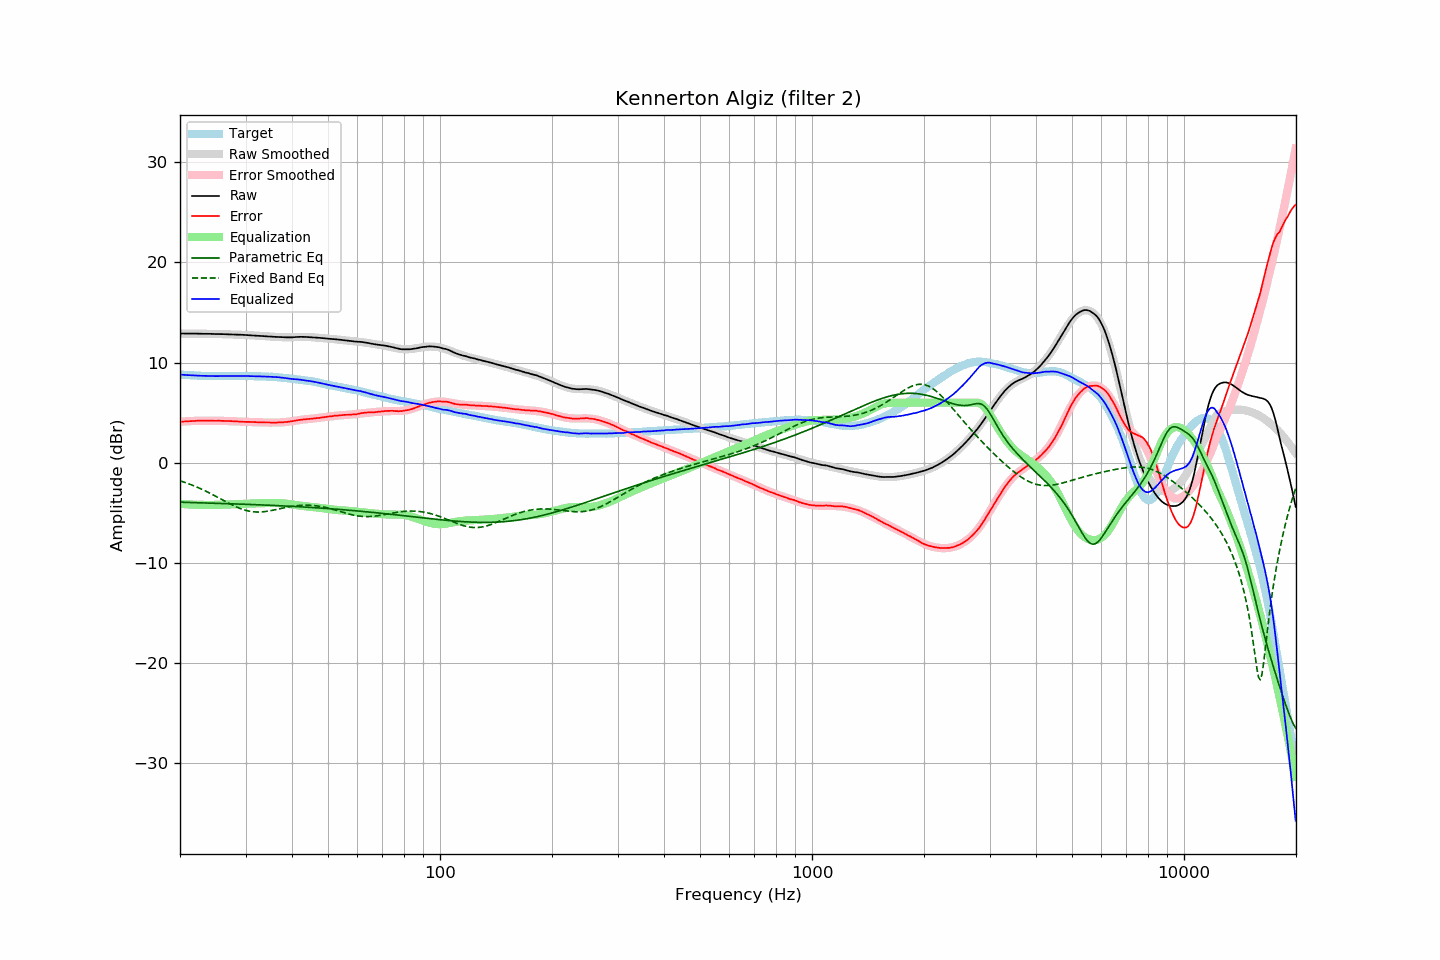 Kennerton Algiz (filter 2)
Target
Raw Smoothed
Error Smoothed
Raw
Error
Equalization
Parametric Eq
Fixed Band Eq
Equalized
30
20
10
0
−10
−20
−30
Amplitude (dBr)
100
1000
10000
Frequency (Hz)